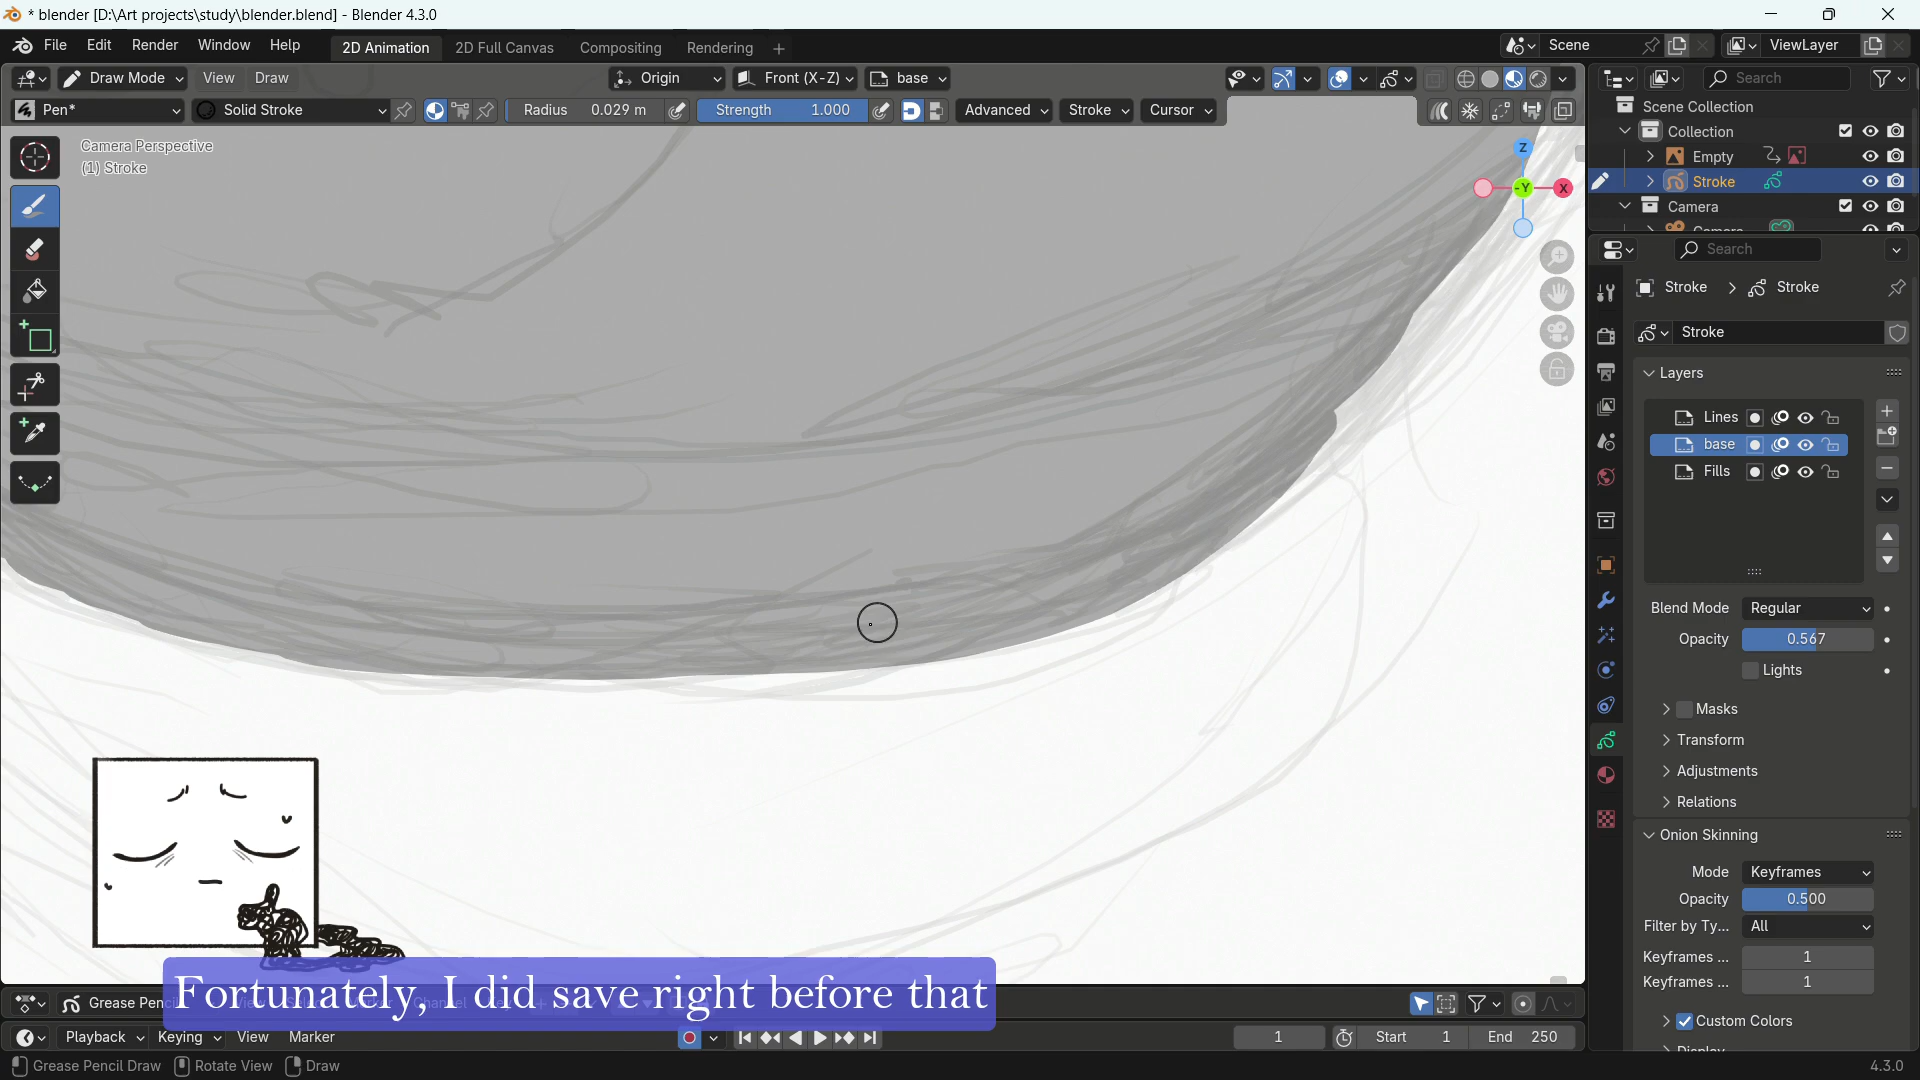 * blender [D:\Art projects\study\blender.blend] - Blender 4.3.0
File Edit Render Window Help 2D Animation 2D Full Canvas Compositing Rendering + Scene ViewLayer
Draw Mode View Draw Origin Front (X-Z) base Search
Pen* Solid Stroke Radius 0.029 m Strength 1.000 Advanced Stroke Cursor
Scene Collection
Collection
Camera Perspective
(1) Stroke
Z
-Y
X
Empty
Stroke
Camera
Search
Stroke > Stroke
Stroke
Layers
Lines
base
Fills
Blend Mode Regular
Opacity 0.567
Lights
Masks
Transform
Adjustments
Relations
Onion Skinning
Mode Keyframes
Opacity 0.500
Filter by Ty... All
Keyframes ... 1
Keyframes ... 1
Custom Colors
Fortunately, I did save right before that
Grease Penc
Playback Keying View Marker 1 Start 1 End 250
Grease Pencil Draw Rotate View Draw 4.3.0